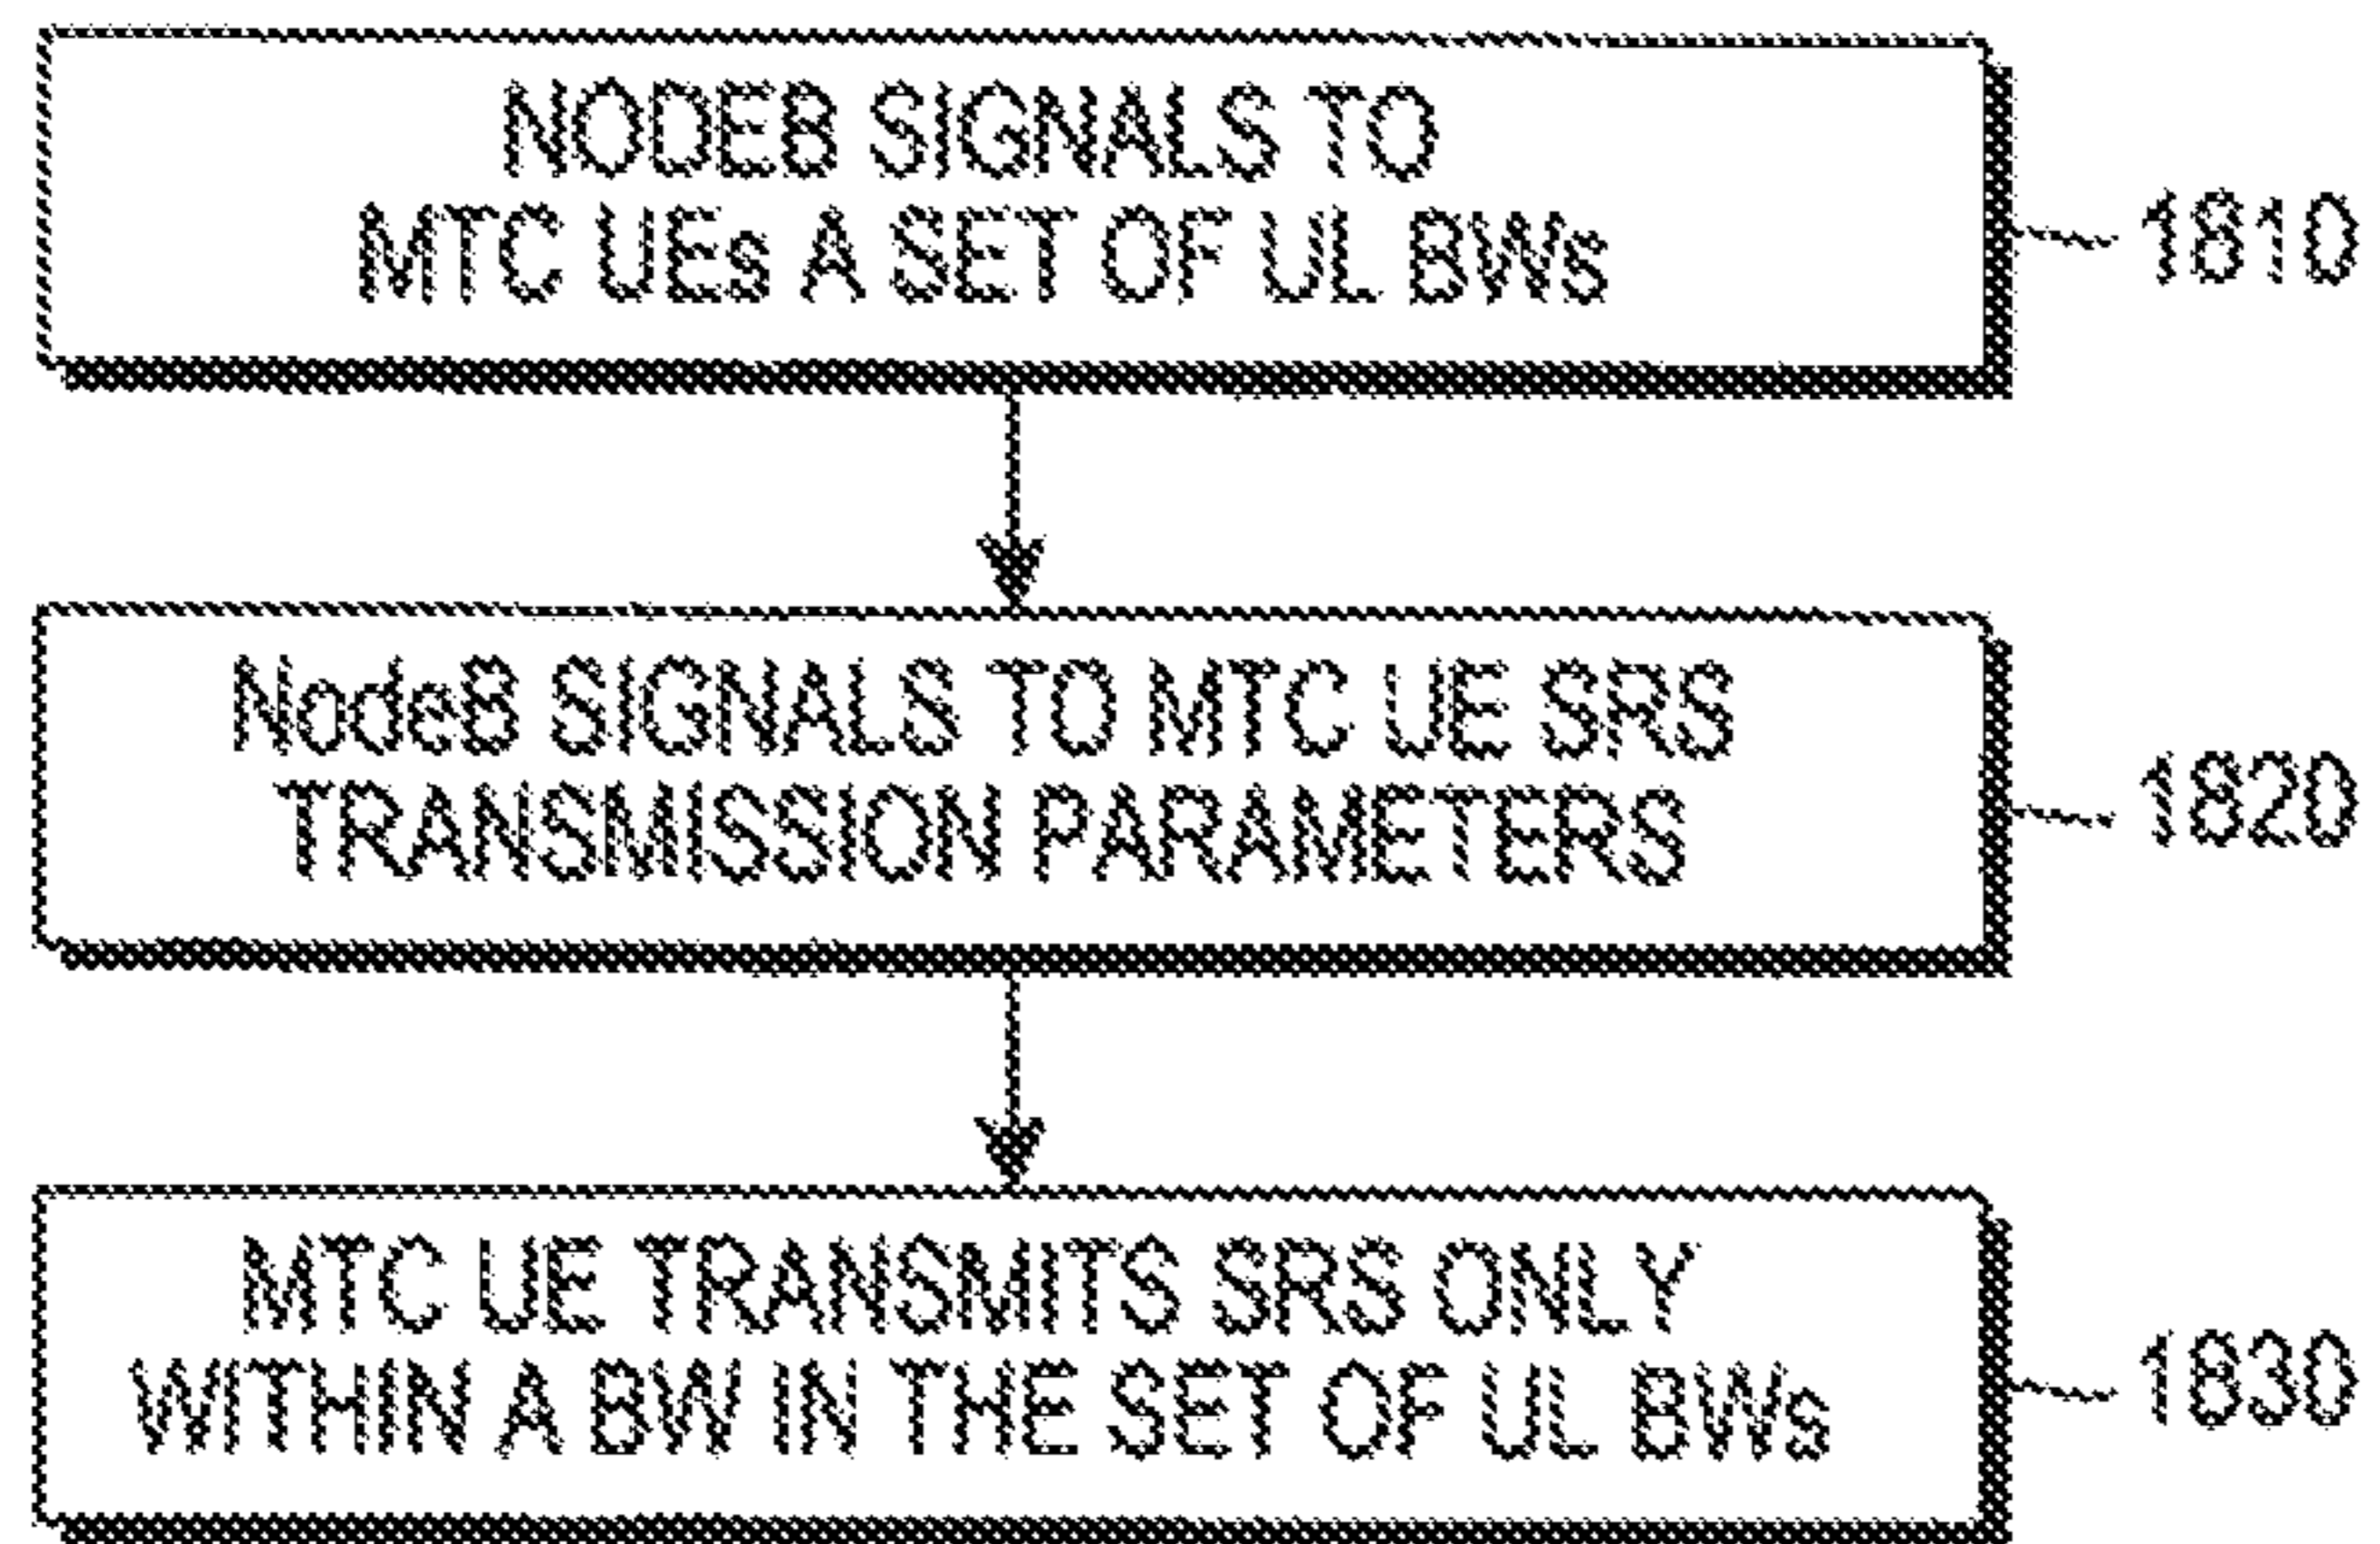 NODEB SIGNALS TO
MTC UEs A SET OF UL BWs
1810
NodeB SIGNALS TO MTC UE SRS
TRANSMISSION PARAMETERS
1820
MTC UE TRANSMITS SRS ONLY
WITHIN A BW IN THE SET OF UL BWs
1830